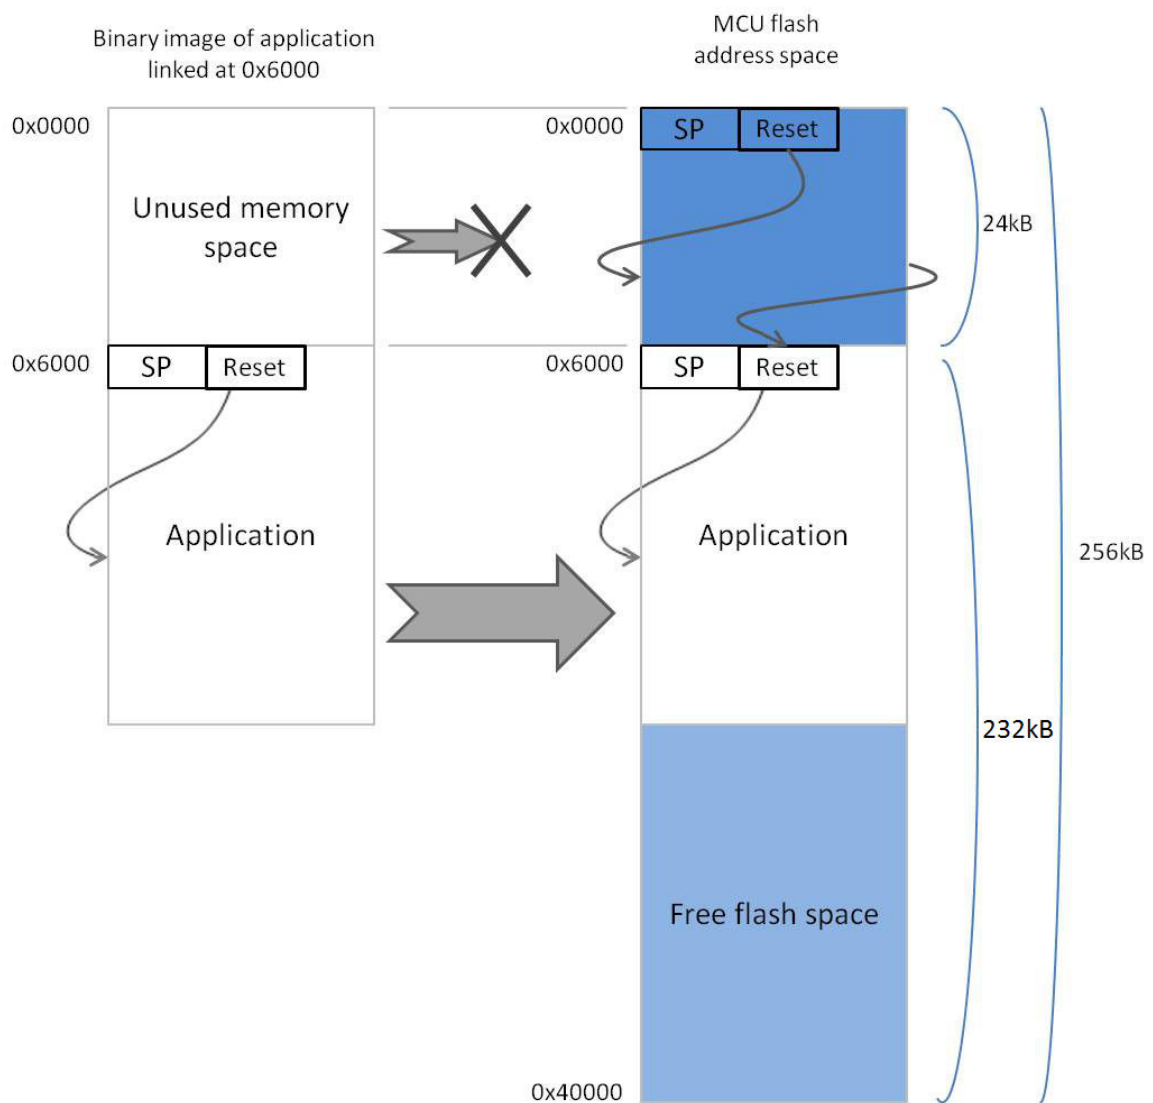 Binary image of application
linked at 0x6000
MCU flash
address space
0x0000
0x0000
SP
Reset
Unused memory
space
24kB
0x6000
SP
Reset
0x6000
SP
Reset
Application
Application
256kB
232kB
Free flash space
0x40000